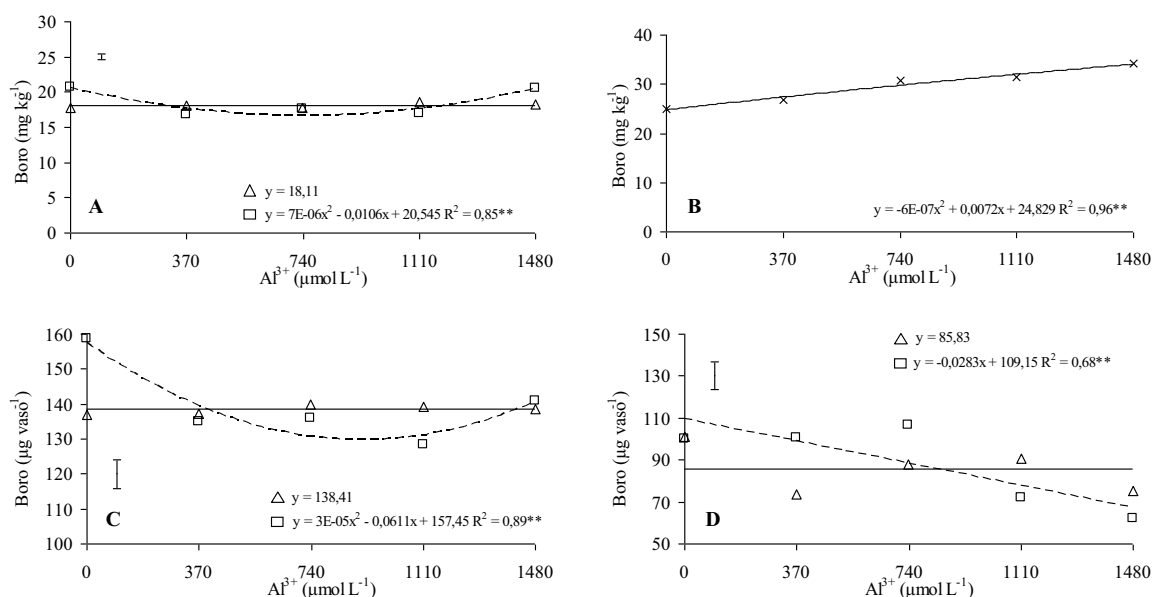 30
25
20
15
10
5
0
Boro (mg kg⁻¹)
y = 18,11
y = 7E-06x² - 0,0106x + 20,545 R² = 0,85**
A
0 370 740 1110 1480
Al³⁺ (µmol L⁻¹)
40
30
20
10
0
Boro (mg kg⁻¹)
B
y = -6E-07x² + 0,0072x + 24,829 R² = 0,96**
0 370 740 1110 1480
Al³⁺ (µmol L⁻¹)
160
150
140
130
120
110
100
Boro (µg vaso⁻¹)
y = 138,41
y = 3E-05x² - 0,0611x + 157,45 R² = 0,89**
C
0 370 740 1110 1480
Al³⁺ (µmol L⁻¹)
150
130
110
90
70
50
Boro (µg vaso⁻¹)
y = 85,83
y = -0,0283x + 109,15 R² = 0,68**
D
0 370 740 1110 1480
Al³⁺ (µmol L⁻¹)